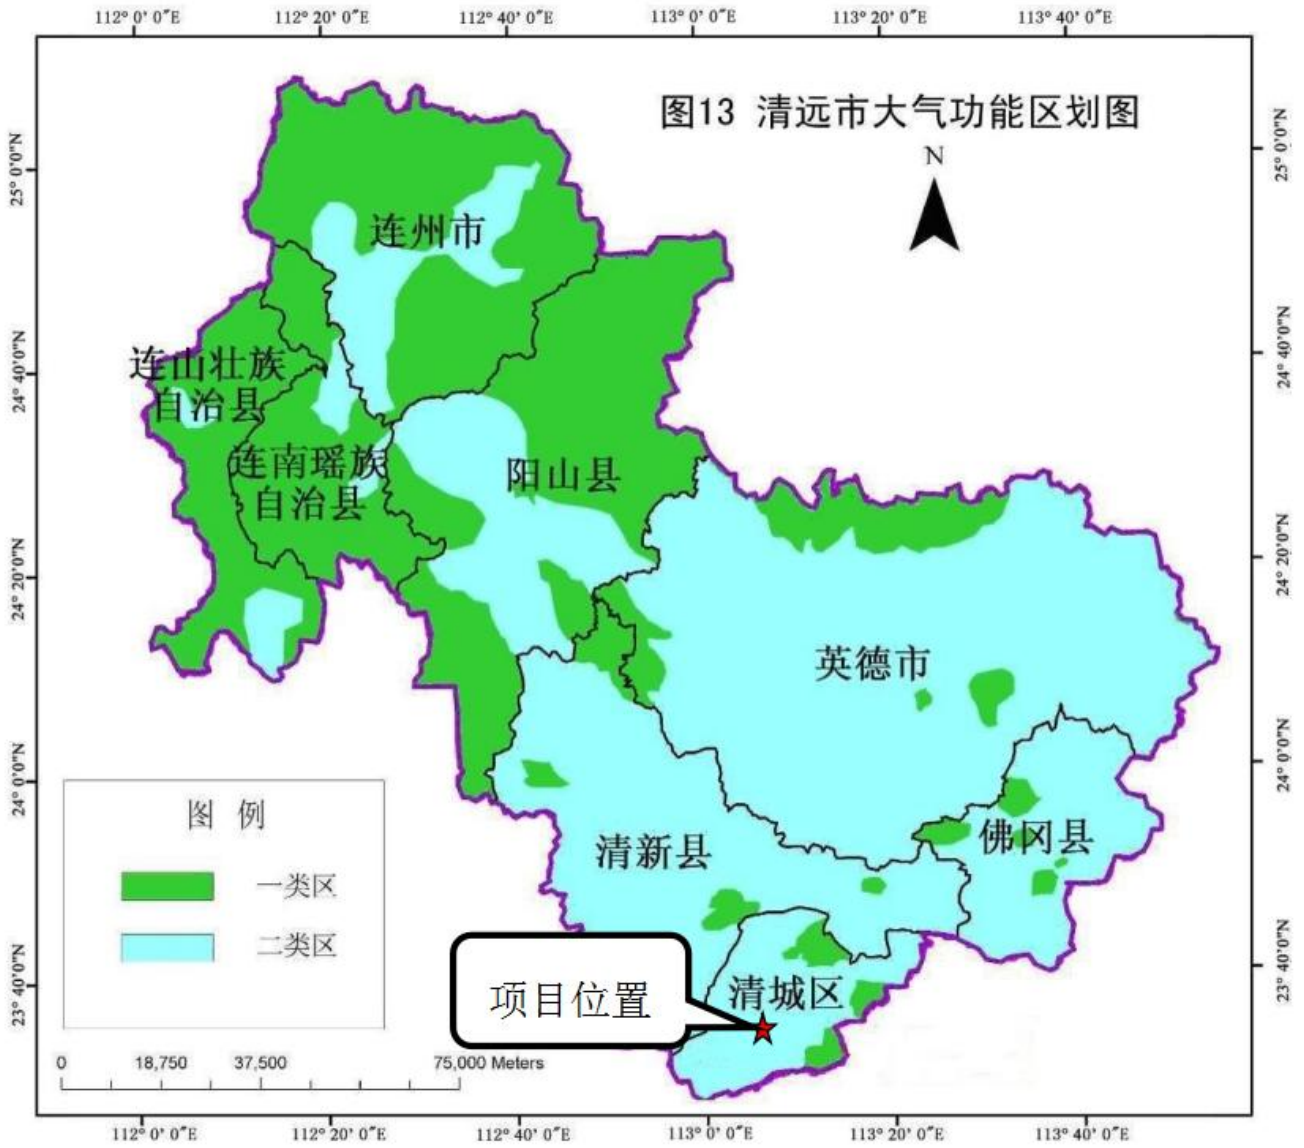 112° 0′0″E 112° 20′0″E 112° 40′0″E 113° 0′0″E 113° 20′0″E 113° 40′0″E
图13 清远市大气功能区划图
N
25° 0′0″N
25° 0′0″N
连州市
24° 40′0″N
24° 40′0″N
连山壮族
自治县
连南瑶族
自治县
阳山县
24° 20′0″N
24° 20′0″N
英德市
24° 0′0″N
24° 0′0″N
图 例
一类区
二类区
清新县
佛冈县
清城区
项目位置
23° 40′0″N
23° 40′0″N
0 18,750 37,500 75,000 Meters
112° 0′0″E 112° 20′0″E 112° 40′0″E 113° 0′0″E 113° 20′0″E 113° 40′0″E